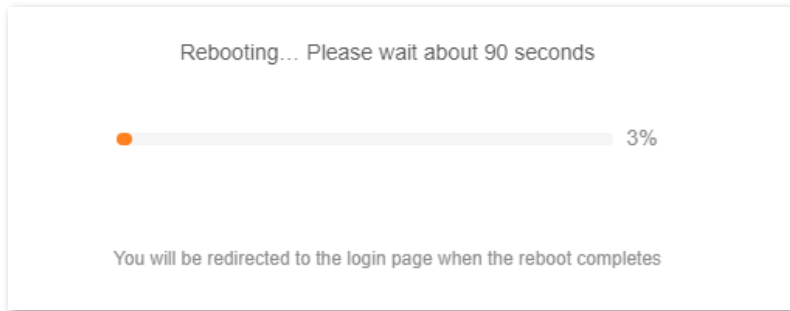 Rebooting... Please wait about 90 seconds
3%
You will be redirected to the login page when the reboot completes